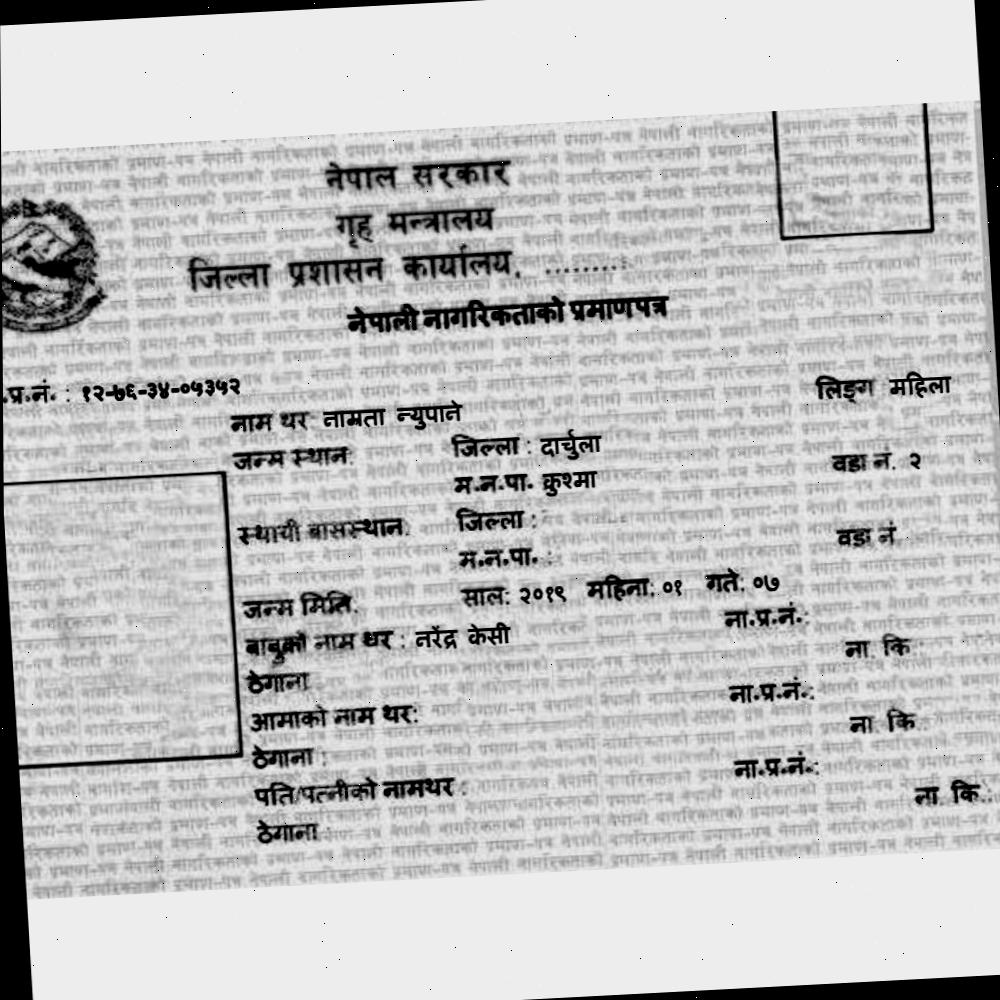 नेपाल सरकार
गृह मन्त्रालय
जिल्ला प्रशासन कार्यालय, .........
नेपाली नागरिकताको प्रमाणपत्र
.प्र.नं. : १२-७६-३४-०५३५२
लिङ्ग महिला
नाम थर नाम्रता न्युपाने
जन्म स्थान: जिल्ला : दार्चुला
म.न.पा. कुश्मा वडा नं. २
स्थायी बासस्थान: जिल्ला :
म.न.पा. : वडा नं.
जन्म मिति: साल: २०१९ महिना: ०१ गते: ०७
बाबुको नाम थर : नरेंद्र केसी ना.प्र.नं.:
ठेगाना ना. कि.:
आमाको नाम थर: ना.प्र.नं.:
ठेगाना : ना. कि.
पति/पत्नीको नामथर : ना.प्र.नं.:
ठेगाना : ना. कि.: